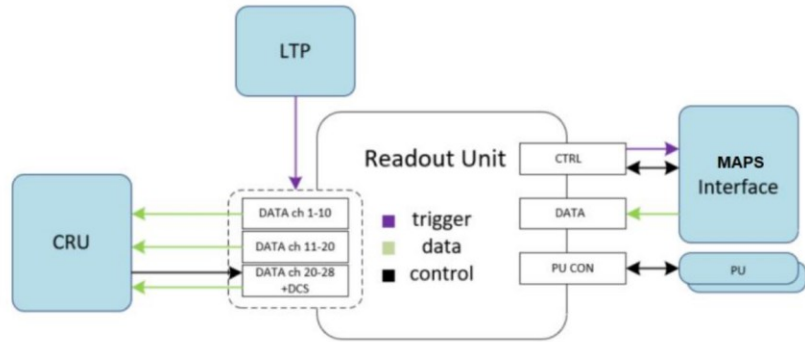 LTP
Readout Unit
CTRL
MAPS
Interface
CRU
DATA ch 1-10
trigger
DATA
DATA ch 11-20
data
DATA ch 20-28
+DCS
control
PU CON
PU